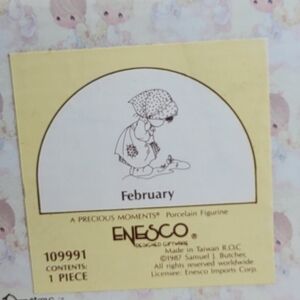 February
A PRECIOUS MOMENTS® Porcelain Figurine
ENESCO®
DESIGNED GIFTWARE
Made in Taiwan R.O.C
©1987 Samuel J. Butcher,
All rights reserved worldwide
Licensee: Enesco Imports Corp.
109991
CONTENTS:
1 PIECE